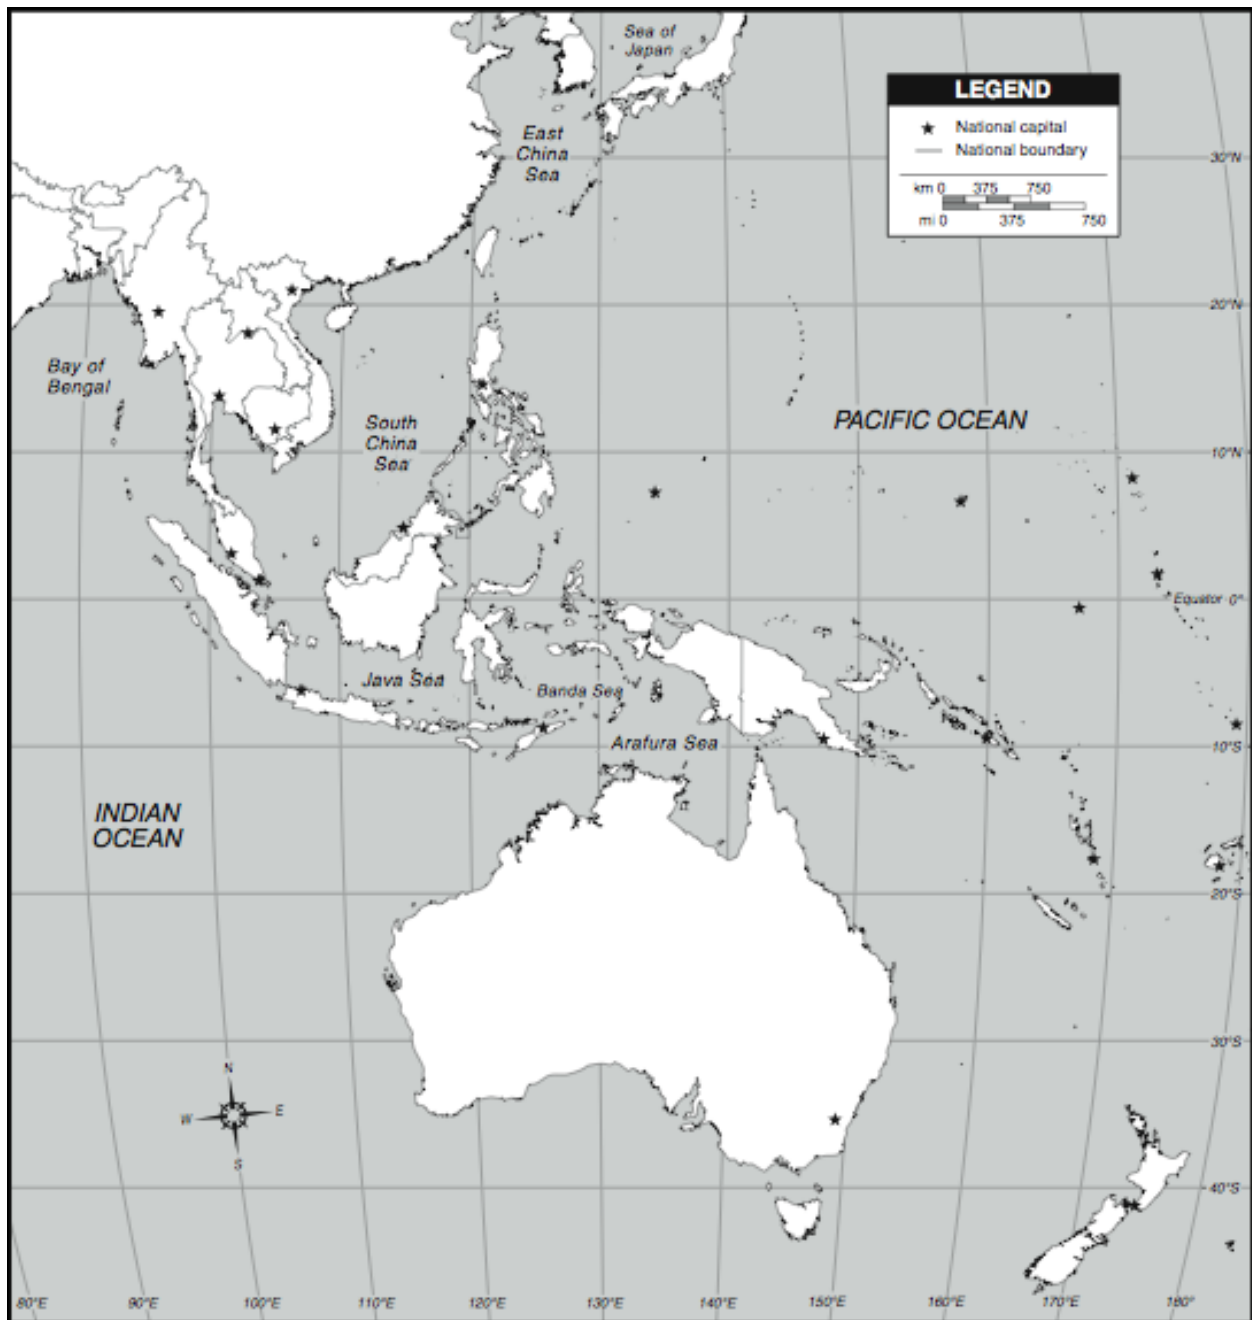 Sea of
Japan
LEGEND
National capital
National boundary
km 0 375 750
mi 0 375 750
East
China
Sea
30°N
20°N
Bay of
Bengal
South
China
Sea
PACIFIC OCEAN
10°N
Equator 0°
Java Sea
Banda Sea
Arafura Sea
10°S
INDIAN
OCEAN
20°S
30°S
N
W E
S
40°S
80°E 90°E 100°E 110°E 120°E 130°E 140°E 150°E 160°E 170°E 180°